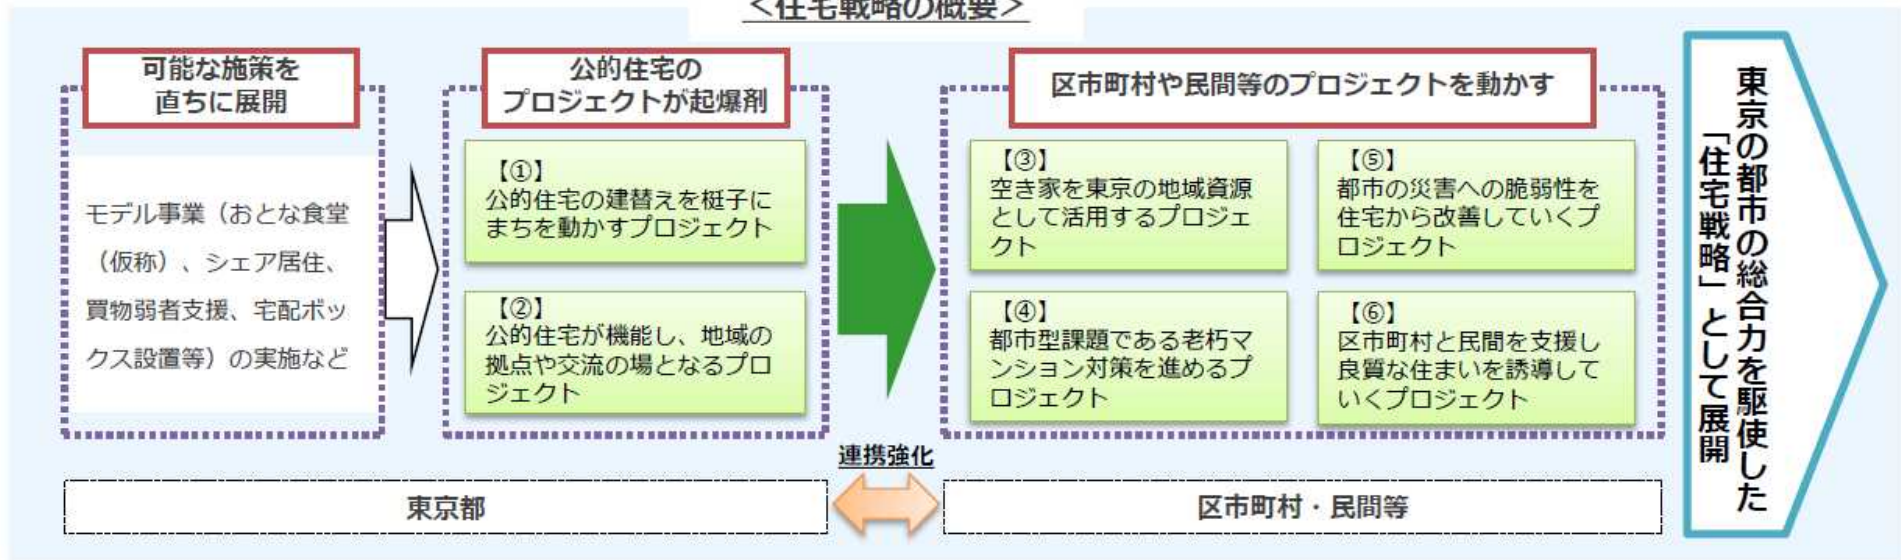 <住宅戦略の概要>
可能な施策を
直ちに展開
モデル事業（おとな食堂
（仮称）、シェア居住、
買物弱者支援、宅配ボッ
クス設置等）の実施など
公的住宅の
プロジェクトが起爆剤
【①】
公的住宅の建替えを梃子に
まちを動かすプロジェクト
【②】
公的住宅が機能し、地域の
拠点や交流の場となるプロ
ジェクト
区市町村や民間等のプロジェクトを動かす
【③】
空き家を東京の地域資源
として活用するプロジェ
クト
【④】
都市型課題である老朽マ
ンション対策を進めるプ
ロジェクト
【⑤】
都市の災害への脆弱性を
住宅から改善していくプ
ロジェクト
【⑥】
区市町村と民間を支援し
良質な住まいを誘導して
いくプロジェクト
連携強化
東京都
区市町村・民間等
東京の都市の総合力を駆使した
「住宅戦略」として展開